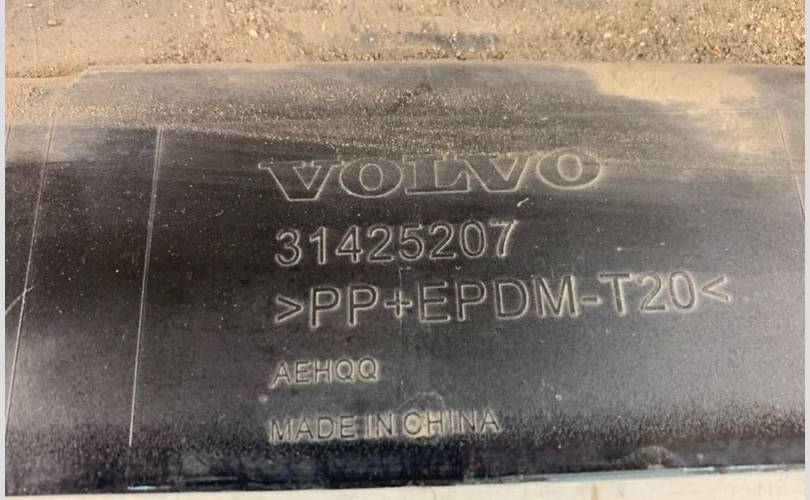 VOLVO
31425207
>PP+EPDM-T20<
AEHQQ
MADE IN CHINA